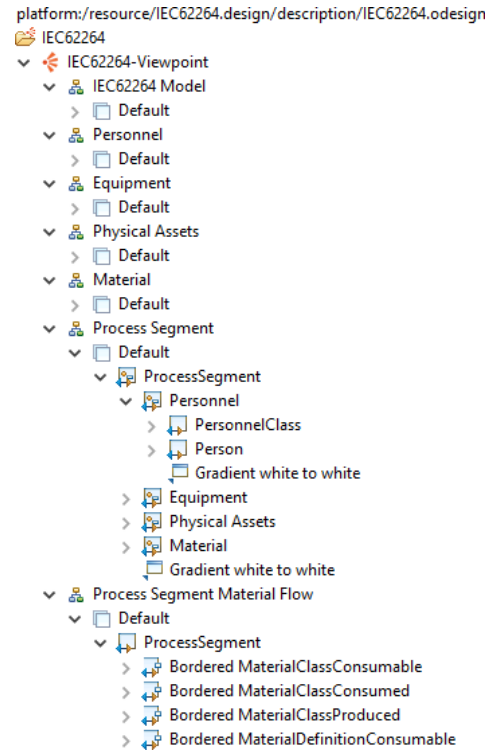 platform:/resource/IEC62264.design/description/IEC62264.odesign
IEC62264
IEC62264-Viewpoint
IEC62264 Model
Default
Personnel
Default
Equipment
Default
Physical Assets
Default
Material
Default
Process Segment
Default
ProcessSegment
Personnel
PersonnelClass
Person
Gradient white to white
Equipment
Physical Assets
Material
Gradient white to white
Process Segment Material Flow
Default
ProcessSegment
Bordered MaterialClassConsumable
Bordered MaterialClassConsumed
Bordered MaterialClassProduced
Bordered MaterialDefinitionConsumable